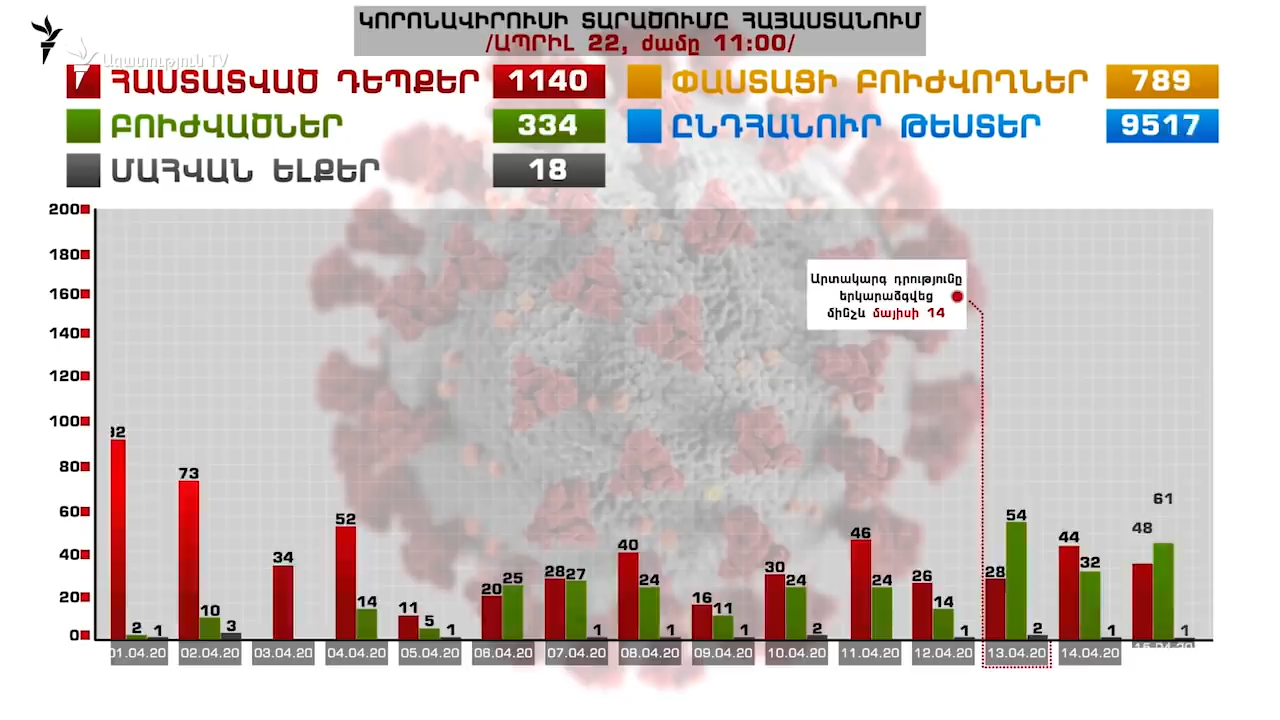 ԿՈՐՈՆԱՎԻՐՈՒՍԻ ՏԱՐԱԾՈՒՄԸ ՀԱՅԱՍՏԱՆՈՒՄ
/ԱՊՐԻԼ 22, ժամը 11:00/
Ազատություն TV
ՀԱՍՏԱՏՎԱԾ ԴԵՊՔԵՐ 1140
ՓԱՍՏԱՑԻ ԲՈՒԺՎՈՂՆԵՐ 789
ԲՈՒԺՎԱԾՆԵՐ 334
ԸՆԴՀԱՆՈՒՐ ԹԵՍՏԵՐ 9517
ՄԱՀՎԱՆ ԵԼՔԵՐ 18
200
180
160
140
120
100
80
60
40
20
0
Արտակարգ դրությունը
երկարաձգվեց
մինչև մայիսի 14
92 2 1
73 10 3
34
52 14
11 5 1
20 25
28 27 1
40 24 1
16 11 1
30 24 2
46 24
26 14 1
28 54 2
44 32 1
48 61 1
01.04.20 02.04.20 03.04.20 04.04.20 05.04.20 06.04.20 07.04.20 08.04.20 09.04.20 10.04.20 11.04.20 12.04.20 13.04.20 14.04.20 15.04.20